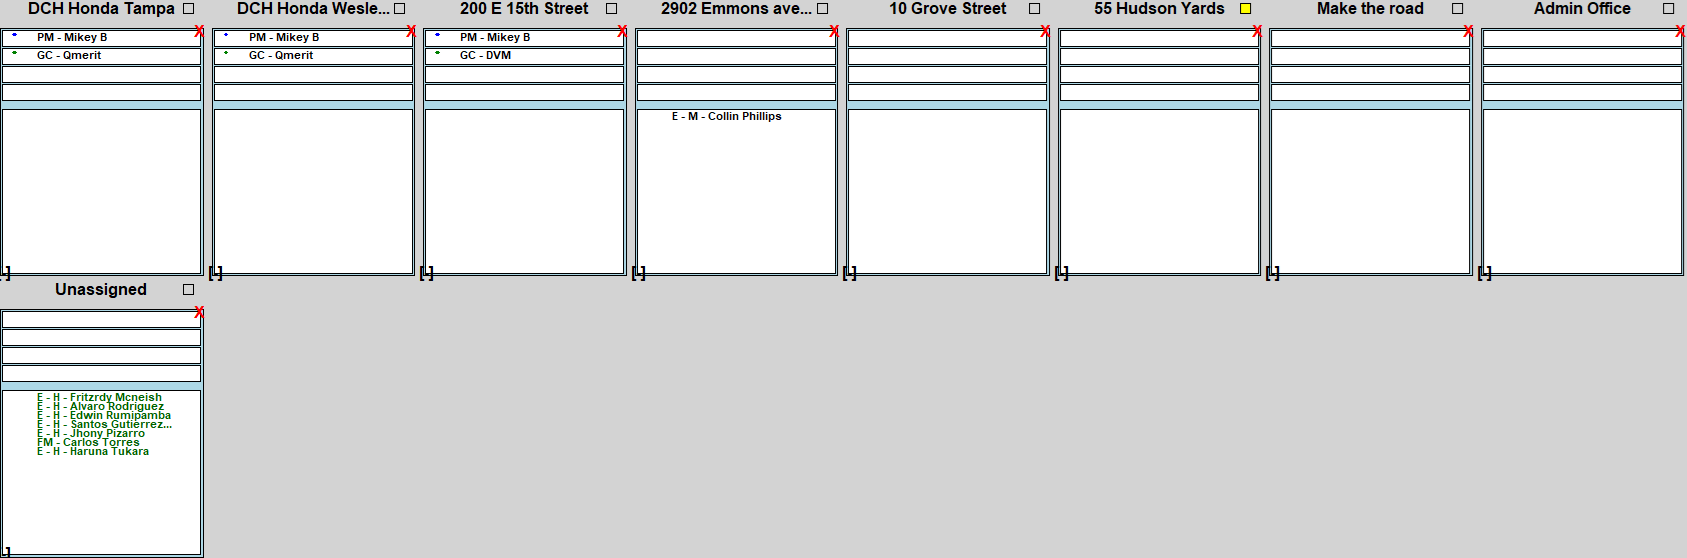 DCH Honda Tampa
DCH Honda Wesle...
200 E 15th Street
2902 Emmons ave...
10 Grove Street
55 Hudson Yards
Make the road
Admin Office
X
X
X
X
X
X
X
X
PM - Mikey B
PM - Mikey B
PM - Mikey B
GC - Qmerit
GC - Qmerit
GC - DVM
E - M - Collin Phillips
[-]
[-]
[-]
[-]
[-]
[-]
[-]
[-]
Unassigned
X
E - H - Fritzrdy Mcneish
E - H - Alvaro Rodriguez
E - H - Edwin Rumipamba
E - H - Santos Gutierrez...
E - H - Jhony Pizarro
FM - Carlos Torres
E - H - Haruna Tukara
-]